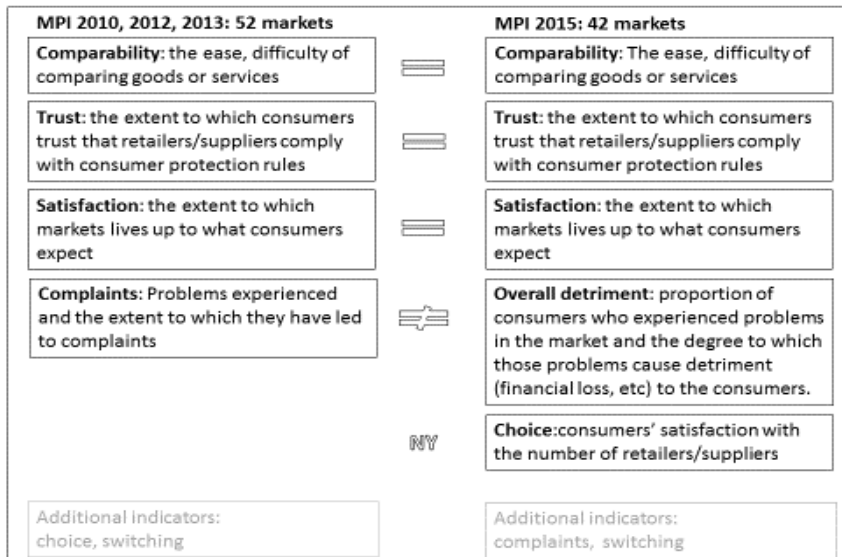 MPI 2010, 2012, 2013: 52 markets
Comparability: the ease, difficulty of
comparing goods or services
Trust: the extent to which consumers
trust that retailers/suppliers comply
with consumer protection rules
Satisfaction: the extent to which
markets lives up to what consumers
expect
Complaints: Problems experienced
and the extent to which they have led
to complaints
Additional indicators:
choice, switching
=
=
=
≠
NY
MPI 2015: 42 markets
Comparability: The ease, difficulty of
comparing goods or services
Trust: the extent to which consumers
trust that retailers/suppliers comply
with consumer protection rules
Satisfaction: the extent to which
markets lives up to what consumers
expect
Overall detriment: proportion of
consumers who experienced problems
in the market and the degree to which
those problems cause detriment
(financial loss, etc) to the consumers.
Choice:consumers’ satisfaction with
the number of retailers/suppliers
Additional indicators:
complaints, switching